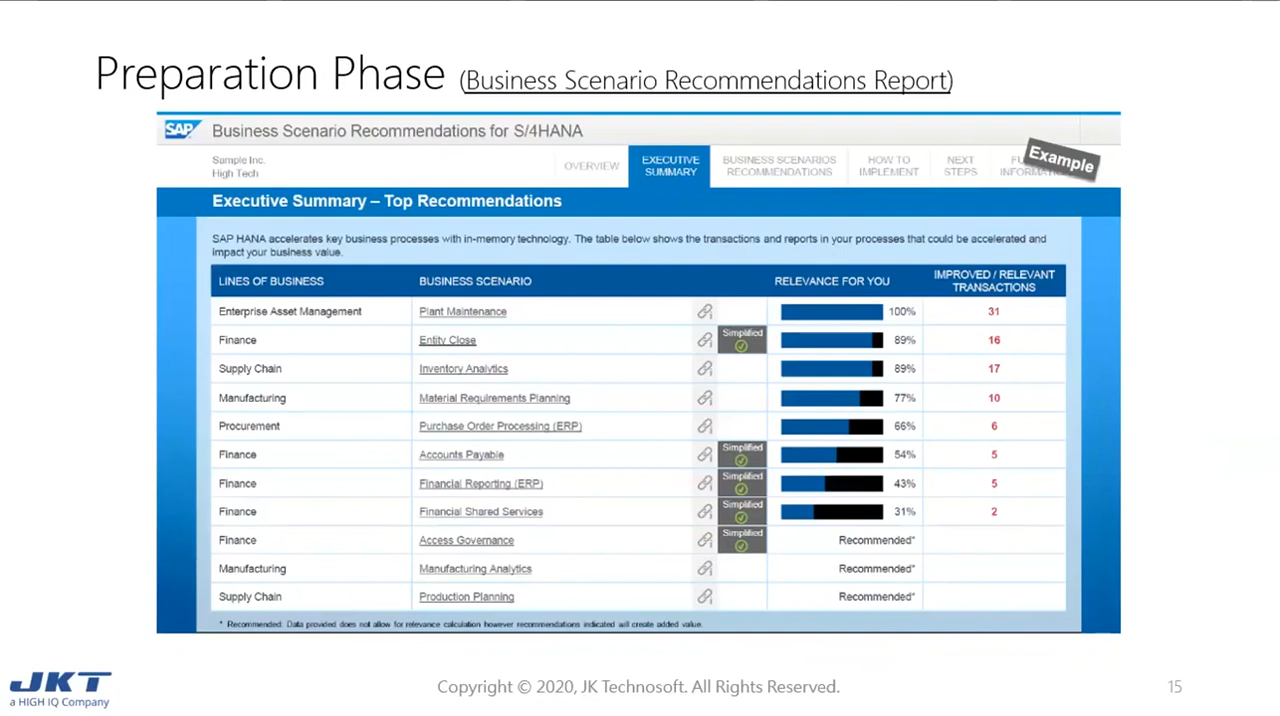 Preparation Phase (Business Scenario Recommendations Report)
SAP Business Scenario Recommendations for S/4HANA
Sample Inc.
High Tech
OVERVIEW
EXECUTIVE
SUMMARY
BUSINESS SCENARIOS
RECOMMENDATIONS
HOW TO
IMPLEMENT
NEXT
STEPS
Example
Executive Summary – Top Recommendations
SAP HANA accelerates key business processes with in-memory technology. The table below shows the transactions and reports in your processes that could be accelerated and
impact your business value.
LINES OF BUSINESS BUSINESS SCENARIO RELEVANCE FOR YOU IMPROVED / RELEVANT
TRANSACTIONS
Enterprise Asset Management Plant Maintenance 100% 31
Finance Entity Close Simplified 89% 16
Supply Chain Inventory Analytics 89% 17
Manufacturing Material Requirements Planning 77% 10
Procurement Purchase Order Processing (ERP) 66% 6
Finance Accounts Payable Simplified 54% 5
Finance Financial Reporting (ERP) Simplified 43% 5
Finance Financial Shared Services Simplified 31% 2
Finance Access Governance Simplified Recommended*
Manufacturing Manufacturing Analytics Recommended*
Supply Chain Production Planning Recommended*
* Recommended: Data provided does not allow for relevance calculation however recommendations indicated will create added value.
JKT
a HIGH IQ Company
Copyright © 2020, JK Technosoft. All Rights Reserved.
15